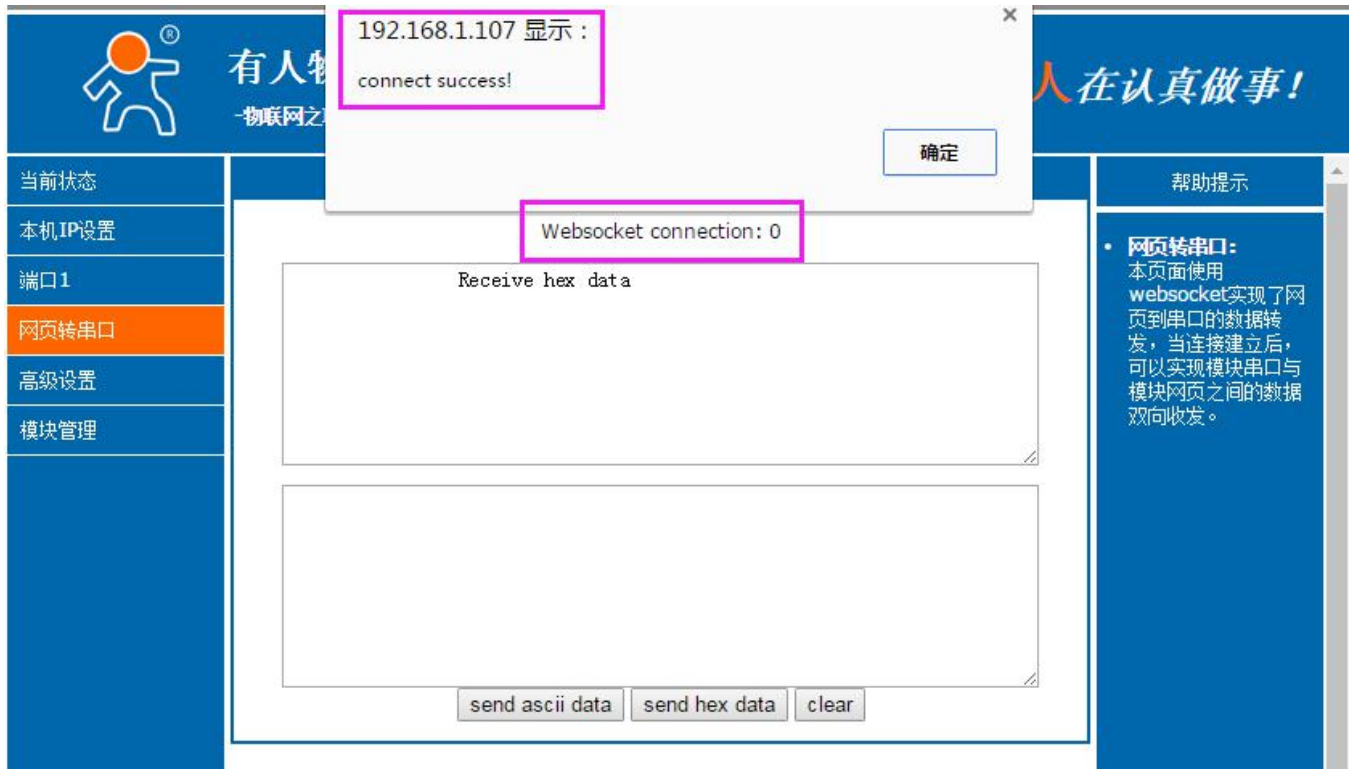 192.168.1.107 显示：
×
connect success!
确定
®
有人物
-物联网之
人在认真做事!
当前状态
本机IP设置
端口1
网页转串口
高级设置
模块管理
Websocket connection: 0
Receive hex data
send ascii data
send hex data
clear
帮助提示
• 网页转串口：
本页面使用
websocket实现了网
页到串口的数据转
发，当连接建立后，
可以实现模块串口与
模块网页之间的数据
双向收发。